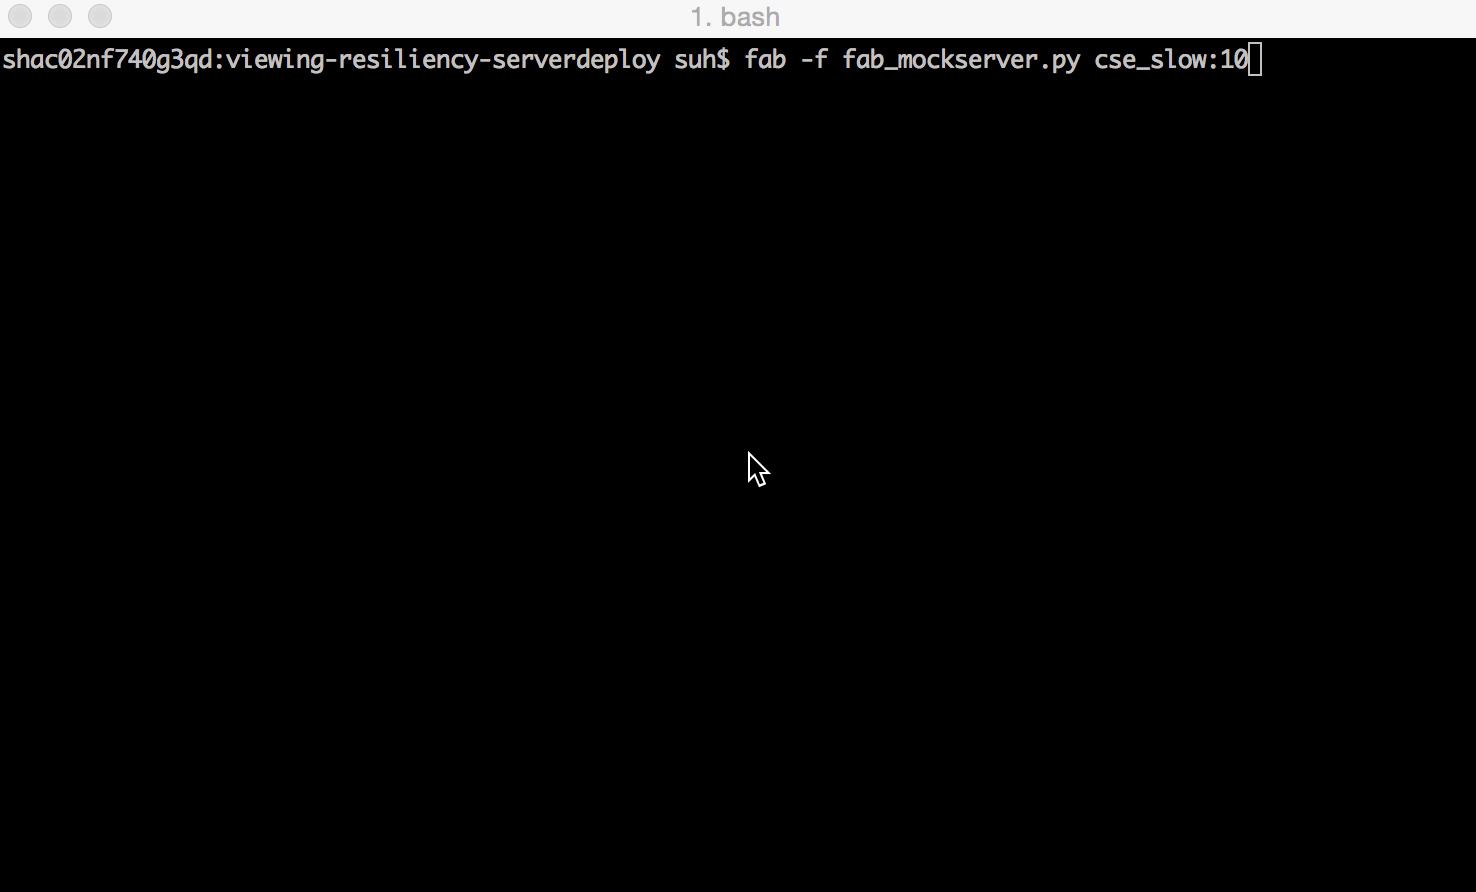 1. bash
shac02nf740g3qd:viewing-resiliency-serverdeploy suh$ fab -f fab_mockserver.py cse_slow:10